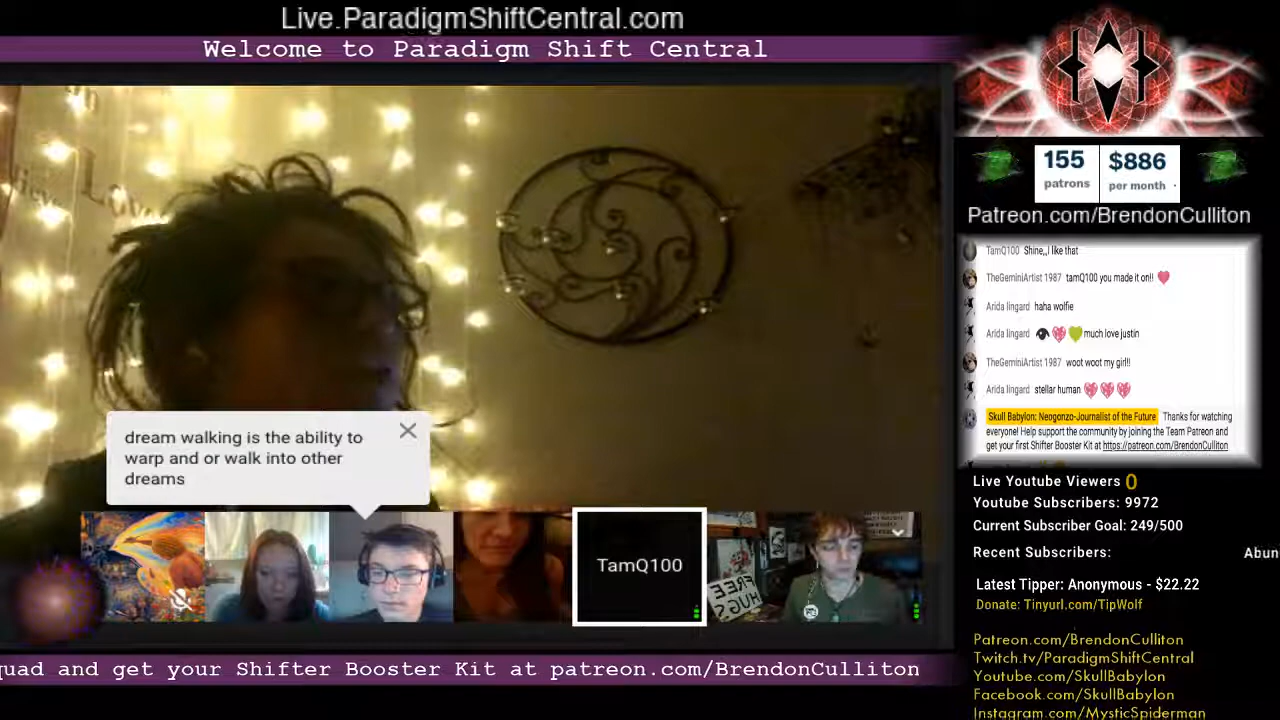 Live.ParadigmShiftCentral.com
Welcome to Paradigm Shift Central
155
patrons
$886
per month
Patreon.com/BrendonCulliton
TamQ100 Shine,,,I like that
TheGeminiArtist 1987 tamQ100 you made it on!!
Arida lingard haha wolfie
Arida lingard much love justin
TheGeminiArtist 1987 woot woot my girl!!
Arida lingard stellar human
Skull Babylon: Neogonzo-Journalist of the Future Thanks for watching
everyone! Help support the community by joining the Team Patreon and
get your first Shifter Booster Kit at https://patreon.com/BrendonCulliton
dream walking is the ability to
warp and or walk into other
dreams
TamQ100
FREE
HUGS
Live Youtube Viewers 0
Youtube Subscribers: 9972
Current Subscriber Goal: 249/500
Recent Subscribers: Abun
Latest Tipper: Anonymous - $22.22
Donate: Tinyurl.com/TipWolf
Patreon.com/BrendonCulliton
Twitch.tv/ParadigmShiftCentral
Youtube.com/SkullBabylon
Facebook.com/SkullBabylon
Instagram.com/MysticSpiderman
quad and get your Shifter Booster Kit at patreon.com/BrendonCulliton